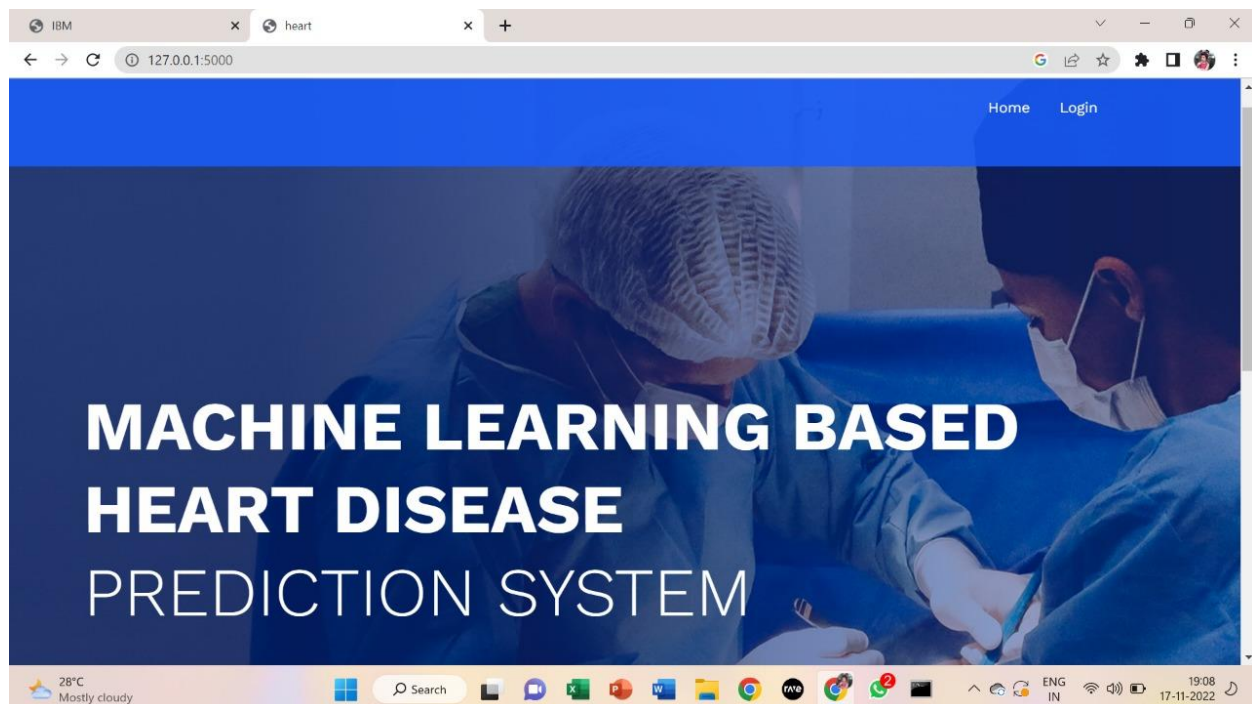 IBM
heart
127.0.0.1:5000
Home Login
MACHINE LEARNING BASED
HEART DISEASE
PREDICTION SYSTEM
28°C
Mostly cloudy
Search
2
ENG
IN
19:08
17-11-2022